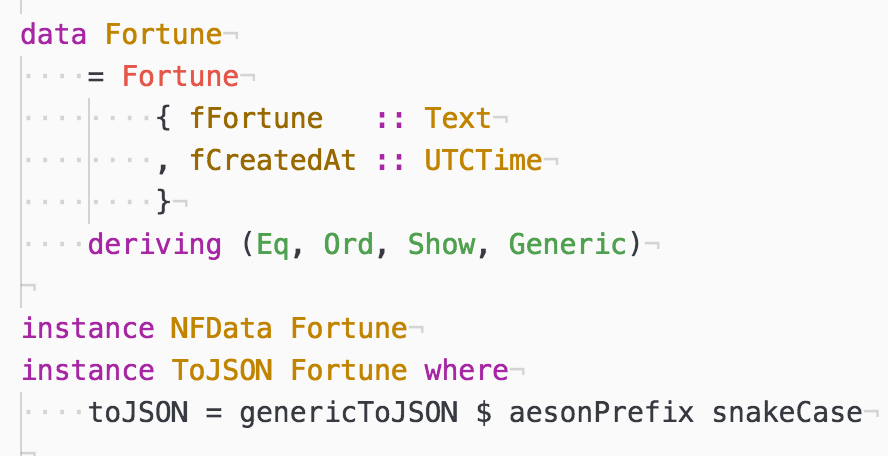 data Fortune
    = Fortune
        { fFortune   :: Text
        , fCreatedAt :: UTCTime
        }
    deriving (Eq, Ord, Show, Generic)

instance NFData Fortune
instance ToJSON Fortune where
    toJSON = genericToJSON $ aesonPrefix snakeCase